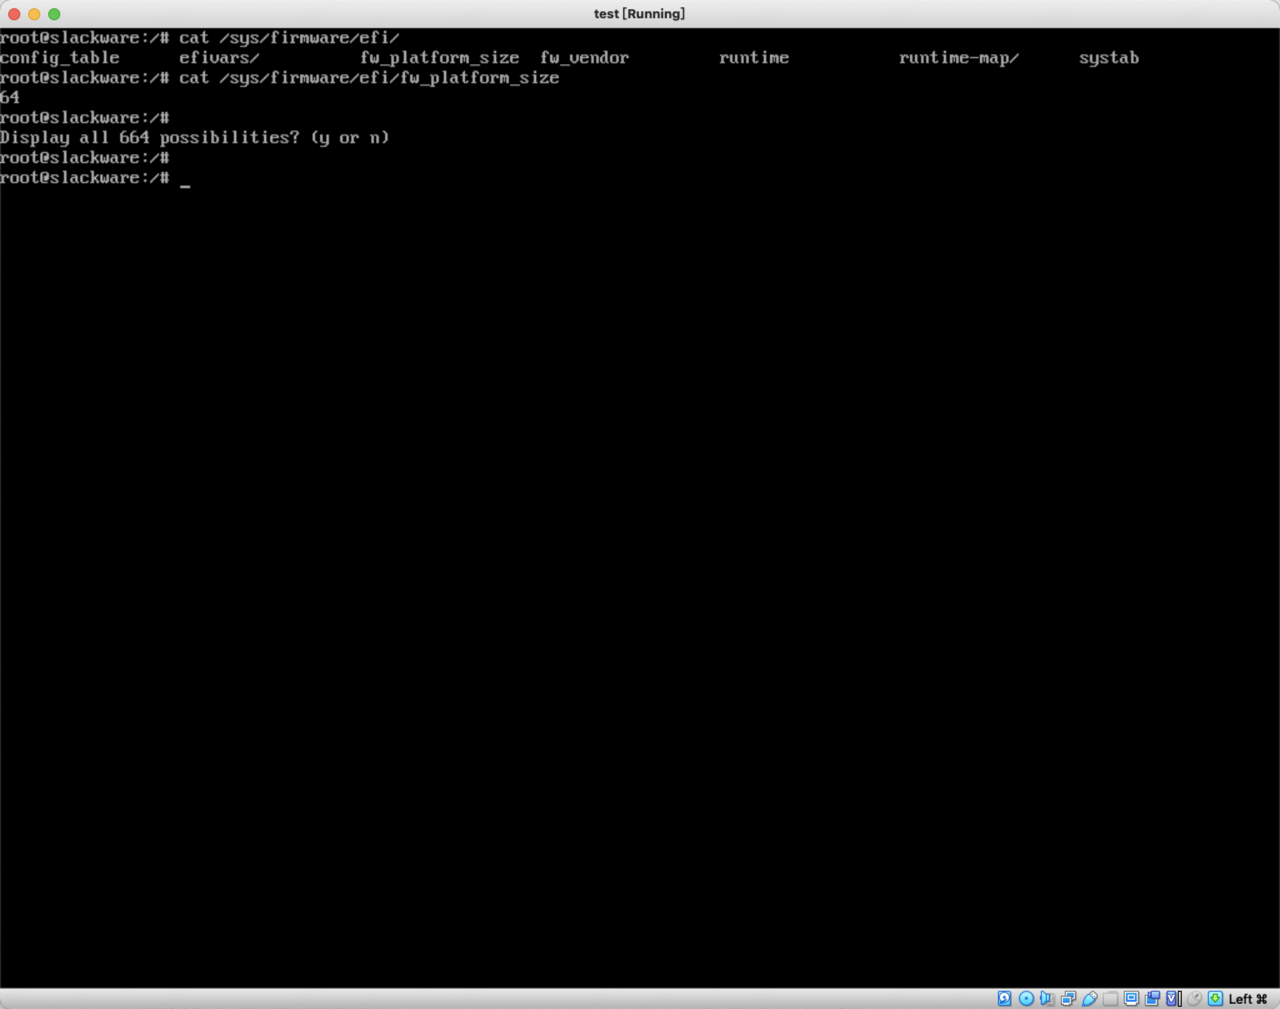 test [Running]
root@slackware:/# cat /sys/firmware/efi/
config_table efivars/ fw_platform_size fw_vendor runtime runtime-map/ systab
root@slackware:/# cat /sys/firmware/efi/fw_platform_size
64
root@slackware:/#
Display all 664 possibilities? (y or n)
root@slackware:/#
root@slackware:/# _
Left ⌘